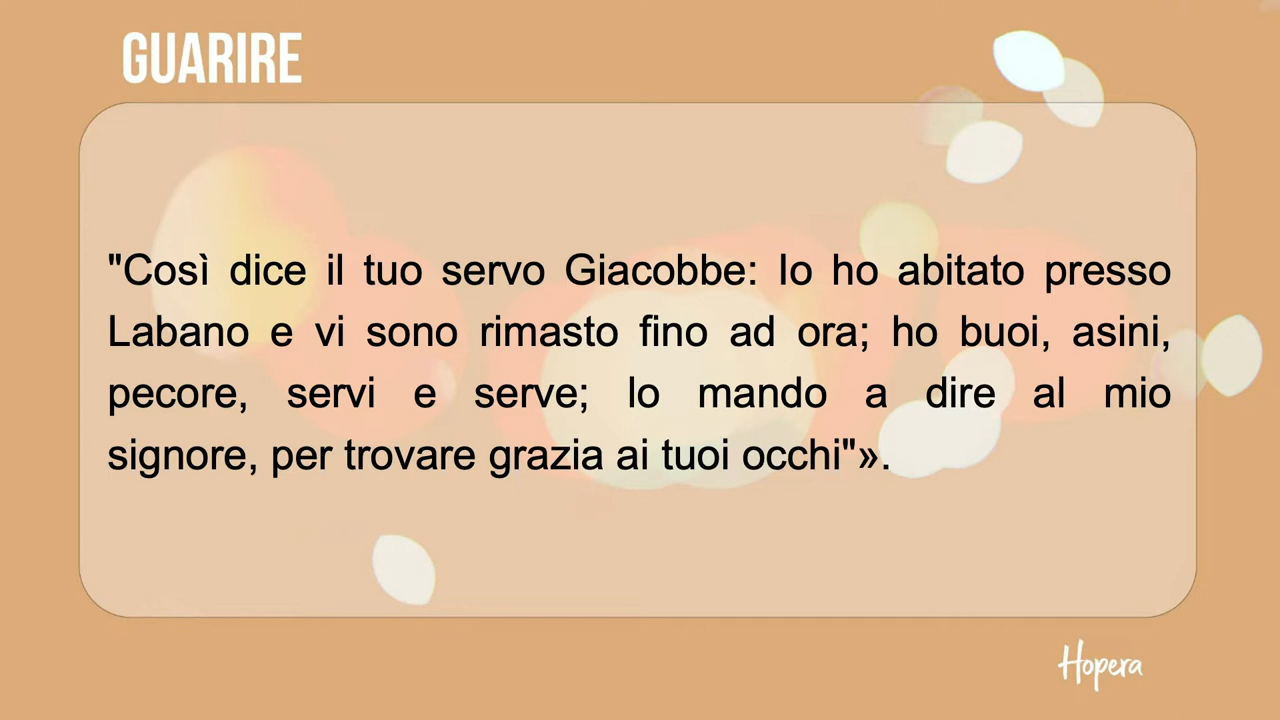 GUARIRE
"Così dice il tuo servo Giacobbe: Io ho abitato presso
Labano e vi sono rimasto fino ad ora; ho buoi, asini,
pecore, servi e serve; lo mando a dire al mio
signore, per trovare grazia ai tuoi occhi"».
Hopera